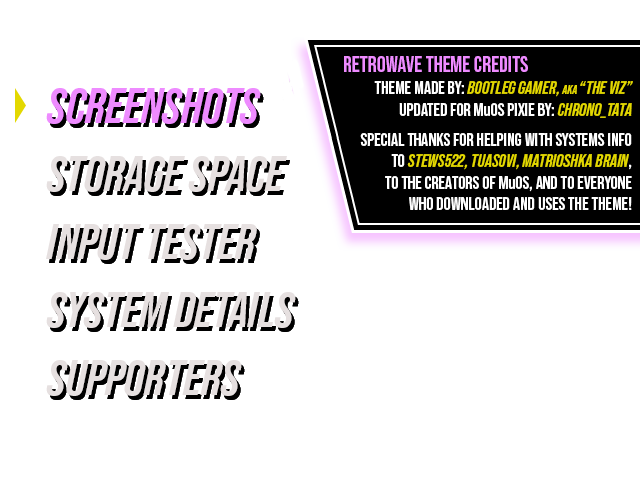 SCREENSHOTS
STORAGE SPACE
INPUT TESTER
SYSTEM DETAILS
SUPPORTERS
RETROWAVE THEME CREDITS
THEME MADE BY: BOOTLEG GAMER, AKA "THE VIZ"
UPDATED FOR MuOS PIXIE BY: CHRONO_TATA
SPECIAL THANKS FOR HELPING WITH SYSTEMS INFO
TO STEWS522, TUASOVI, MATRIOSHKA BRAIN,
TO THE CREATORS OF MuOS, AND TO EVERYONE
WHO DOWNLOADED AND USES THE THEME!